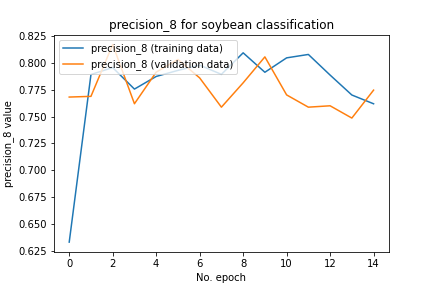 precision_8 for soybean classification
precision_8 (training data)
precision_8 (validation data)
precision_8 value
0.825
0.800
0.775
0.750
0.725
0.700
0.675
0.650
0.625
0 2 4 6 8 10 12 14
No. epoch